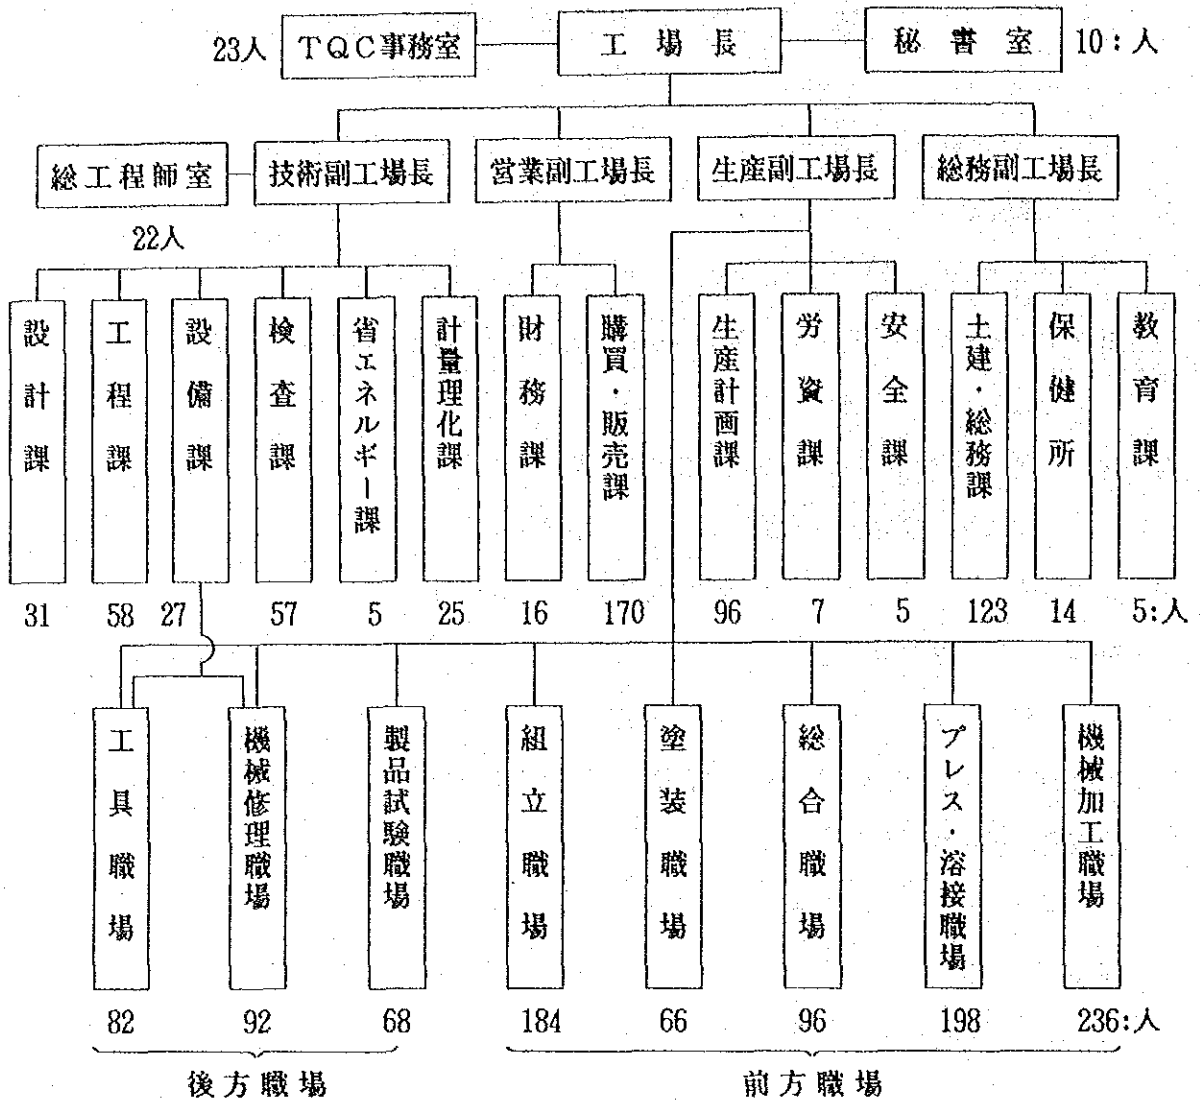 23人 TQC事務室 工場長 秘書室 10:人
総工程師室 技術副工場長 営業副工場長 生産副工場長 総務副工場長
22人
設計課
工程課
設備課
検査課
省エネルギー課
計量理化課
財務課
購買・販売課
生産計画課
労資課
安全課
土建・総務課
保健所
教育課
31 58 27 57 5 25 16 170 96 7 5 123 14 5:人
工具職場
機械修理職場
製品試験職場
組立職場
塗装職場
総合職場
プレス・溶接職場
機械加工職場
82 92 68 184 66 96 198 236:人
後方職場 前方職場